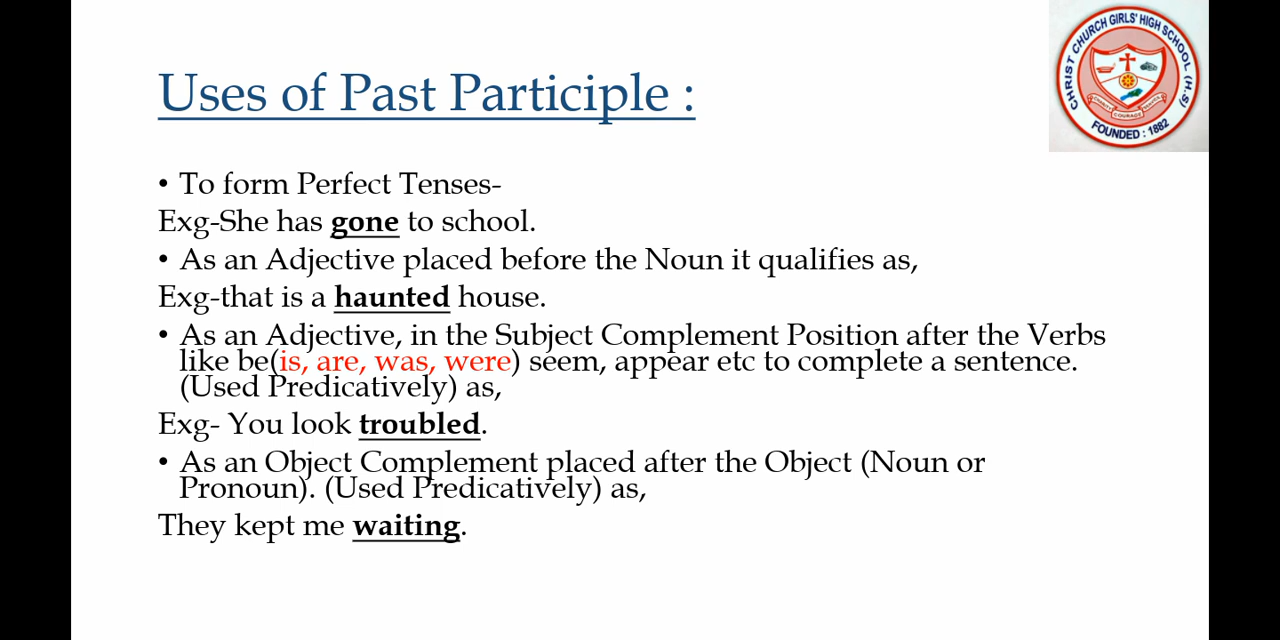 CHRIST CHURCH GIRLS' HIGH SCHOOL (H.S)
COURAGE
FOUNDED : 1882
Uses of Past Participle :
• To form Perfect Tenses-
Exg-She has gone to school.
• As an Adjective placed before the Noun it qualifies as,
Exg-that is a haunted house.
• As an Adjective, in the Subject Complement Position after the Verbs
like be(is, are, was, were) seem, appear etc to complete a sentence.
(Used Predicatively) as,
Exg- You look troubled.
• As an Object Complement placed after the Object (Noun or
Pronoun). (Used Predicatively) as,
They kept me waiting.